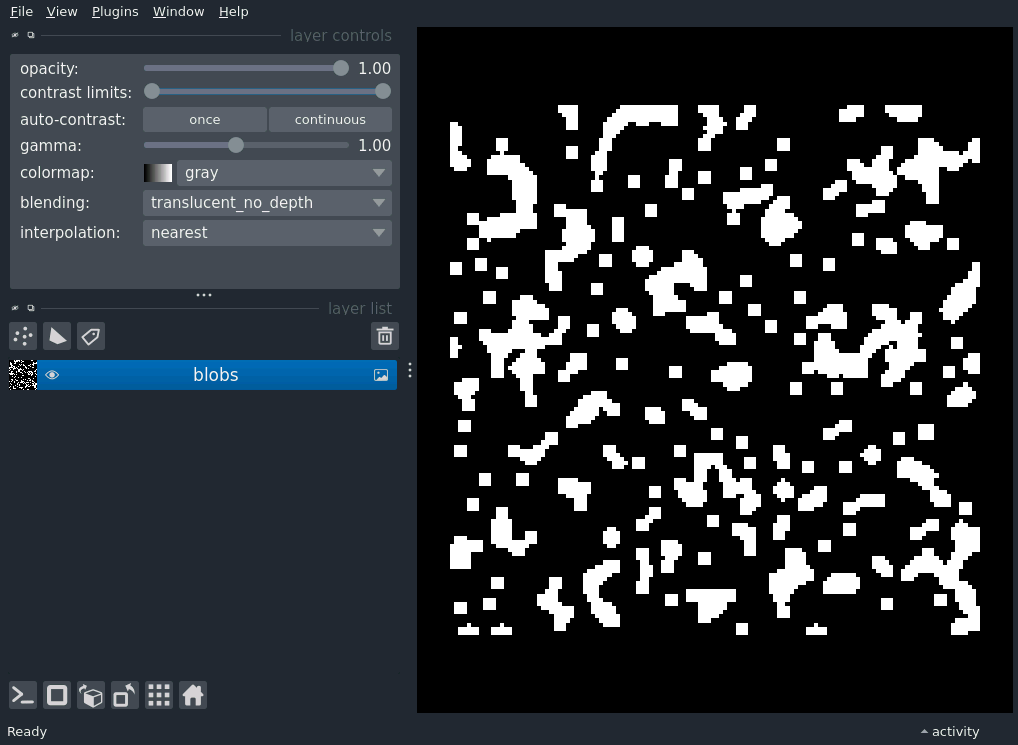 File View Plugins Window Help
layer controls
opacity: 1.00
contrast limits:
auto-contrast: once continuous
gamma: 1.00
colormap: gray
blending: translucent_no_depth
interpolation: nearest
layer list
blobs
Ready activity